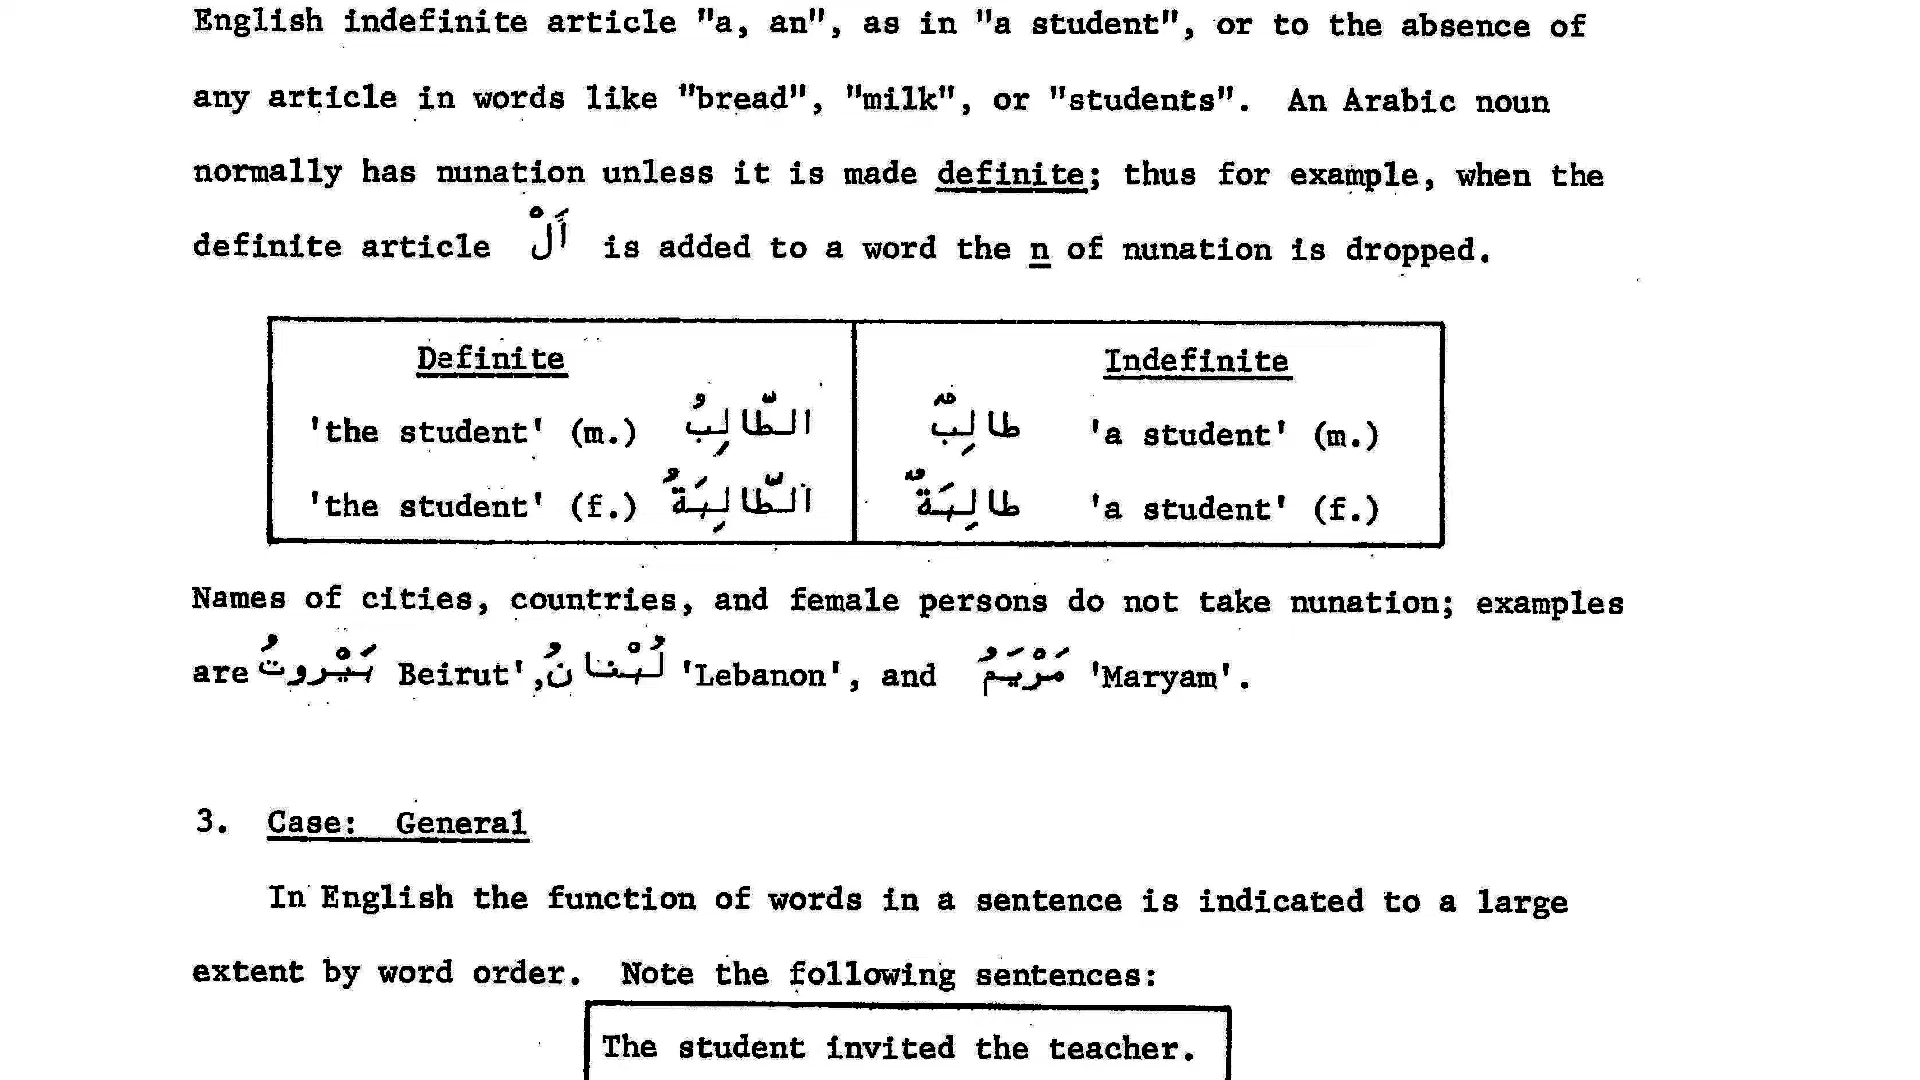 English indefinite article "a, an", as in "a student", or to the absence of
any article in words like "bread", "milk", or "students".  An Arabic noun
normally has nunation unless it is made definite; thus for example, when the
definite article أَلْ is added to a word the n of nunation is dropped.
Definite
'the student' (m.) الطّالِبُ
'the student' (f.) اَلطّالِبَةُ
Indefinite
طالِبٌ 'a student' (m.)
طالِبَةٌ 'a student' (f.)
Names of cities, countries, and female persons do not take nunation; examples
are بَيْروتُ Beirut', لُبْنانُ 'Lebanon', and مَرْيَمُ 'Maryam'.
3. Case: General
In English the function of words in a sentence is indicated to a large
extent by word order.  Note the following sentences:
The student invited the teacher.